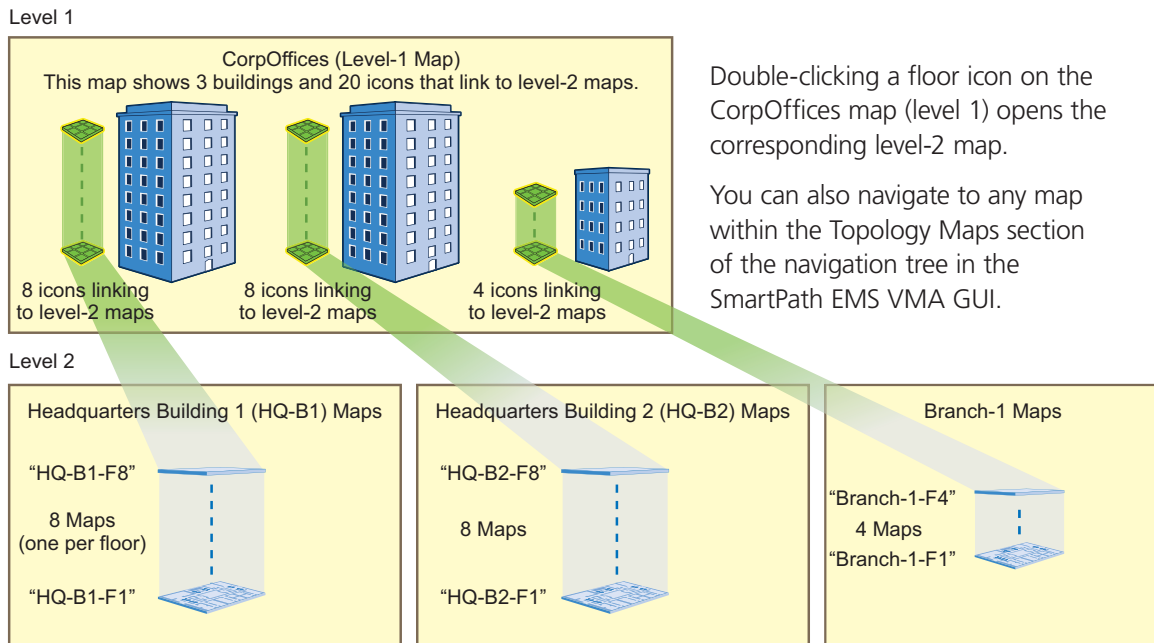 Level 1
CorpOffices (Level-1 Map)
This map shows 3 buildings and 20 icons that link to level-2 maps.
8 icons linking
to level-2 maps
8 icons linking
to level-2 maps
4 icons linking
to level-2 maps
Double-clicking a floor icon on the
CorpOffices map (level 1) opens the
corresponding level-2 map.
You can also navigate to any map
within the Topology Maps section
of the navigation tree in the
SmartPath EMS VMA GUI.
Level 2
Headquarters Building 1 (HQ-B1) Maps
“HQ-B1-F8”
8 Maps
(one per floor)
“HQ-B1-F1”
Headquarters Building 2 (HQ-B2) Maps
“HQ-B2-F8”
8 Maps
“HQ-B2-F1”
Branch-1 Maps
“Branch-1-F4”
4 Maps
“Branch-1-F1”